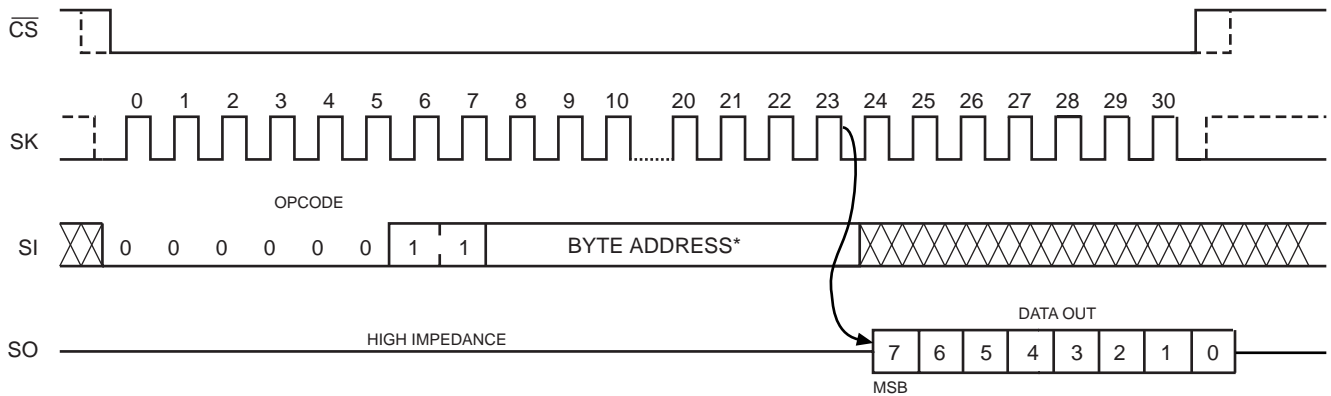 CS
0 1 2 3 4 5 6 7 8 9 10 20 21 22 23 24 25 26 27 28 29 30
SK
OPCODE
SI 0 0 0 0 0 0 1 1 BYTE ADDRESS*
DATA OUT
HIGH IMPEDANCE
SO 7 6 5 4 3 2 1 0
MSB